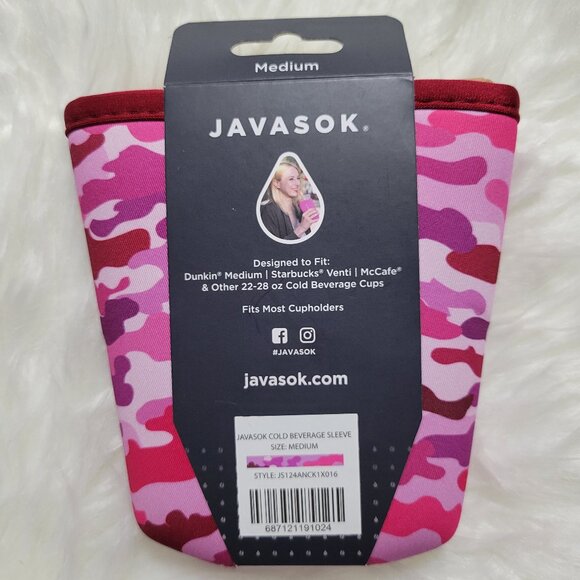 Medium
JAVASOK®
Designed to Fit:
Dunkin® Medium | Starbucks® Venti | McCafe®
& Other 22-28 oz Cold Beverage Cups
Fits Most Cupholders
#JAVASOK
javasok.com
JAVASOK COLD BEVERAGE SLEEVE
SIZE: MEDIUM
STYLE: JS124ANCK1X016
687121191024